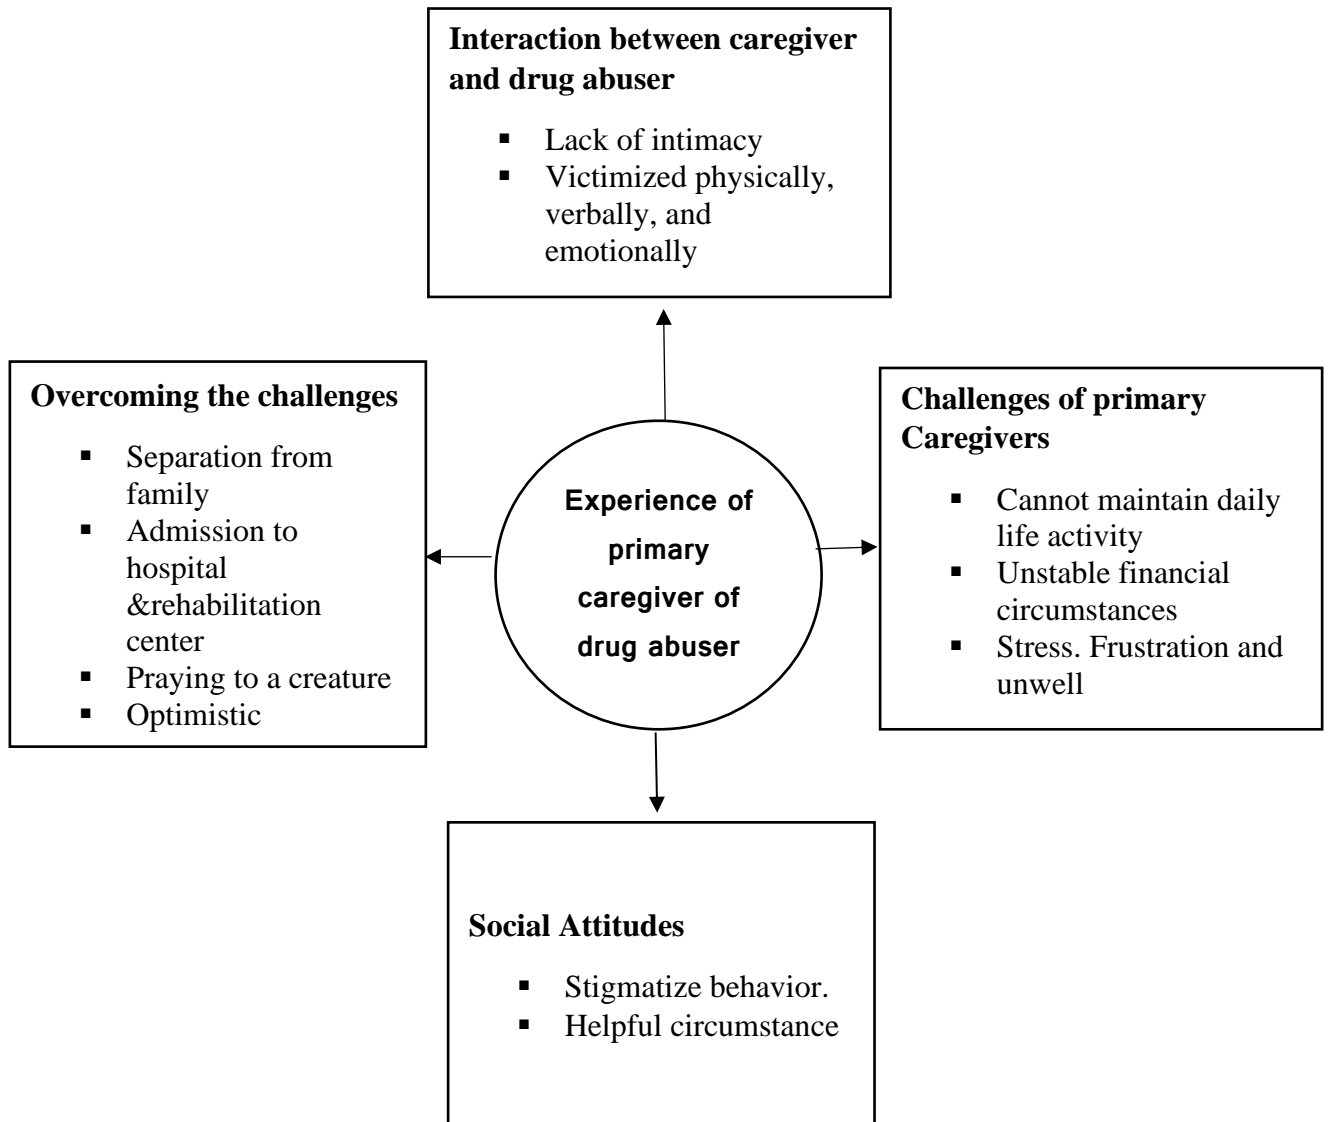 Interaction between caregiver
and drug abuser
▪ Lack of intimacy
▪ Victimized physically,
verbally, and
emotionally
Overcoming the challenges
▪ Separation from
family
▪ Admission to
hospital
&rehabilitation
center
▪ Praying to a creature
▪ Optimistic
Experience of
primary
caregiver of
drug abuser
Challenges of primary
Caregivers
▪ Cannot maintain daily
life activity
▪ Unstable financial
circumstances
▪ Stress. Frustration and
unwell
Social Attitudes
▪ Stigmatize behavior.
▪ Helpful circumstance